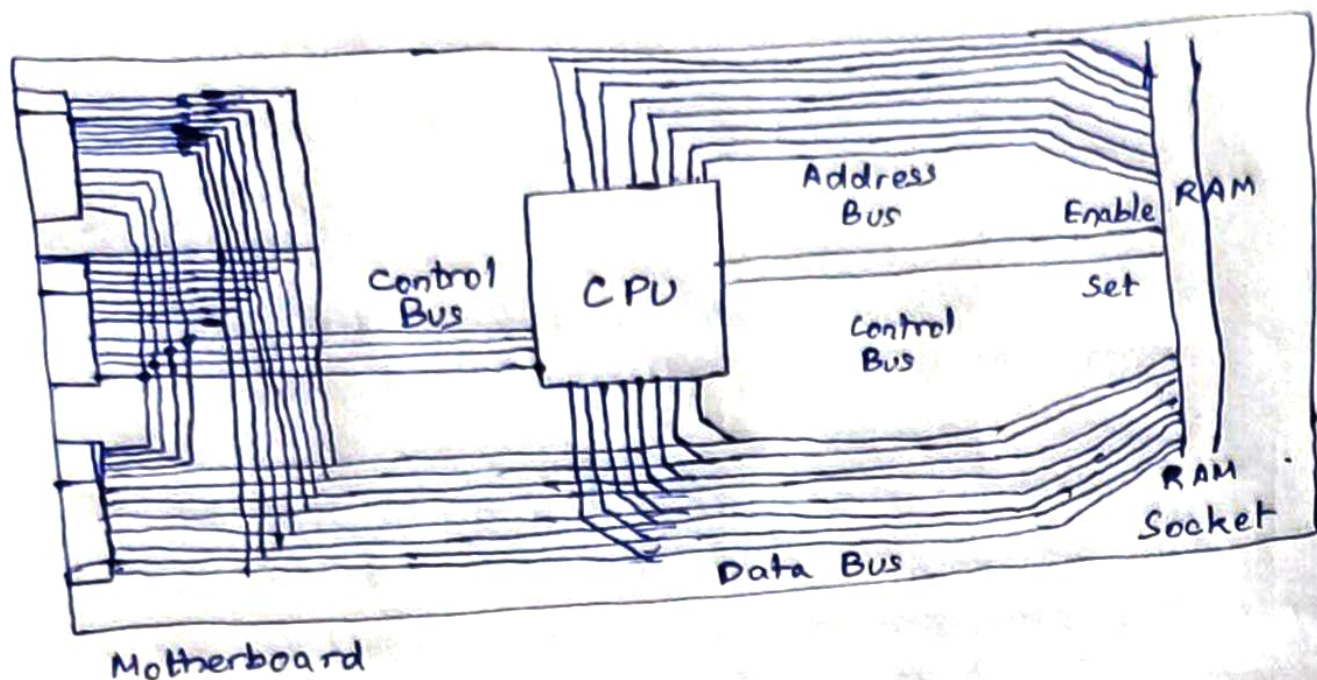 Address
Bus
RAM
Enable
Control
Bus
CPU
Set
Control
Bus
RAM
Socket
Data Bus
Motherboard